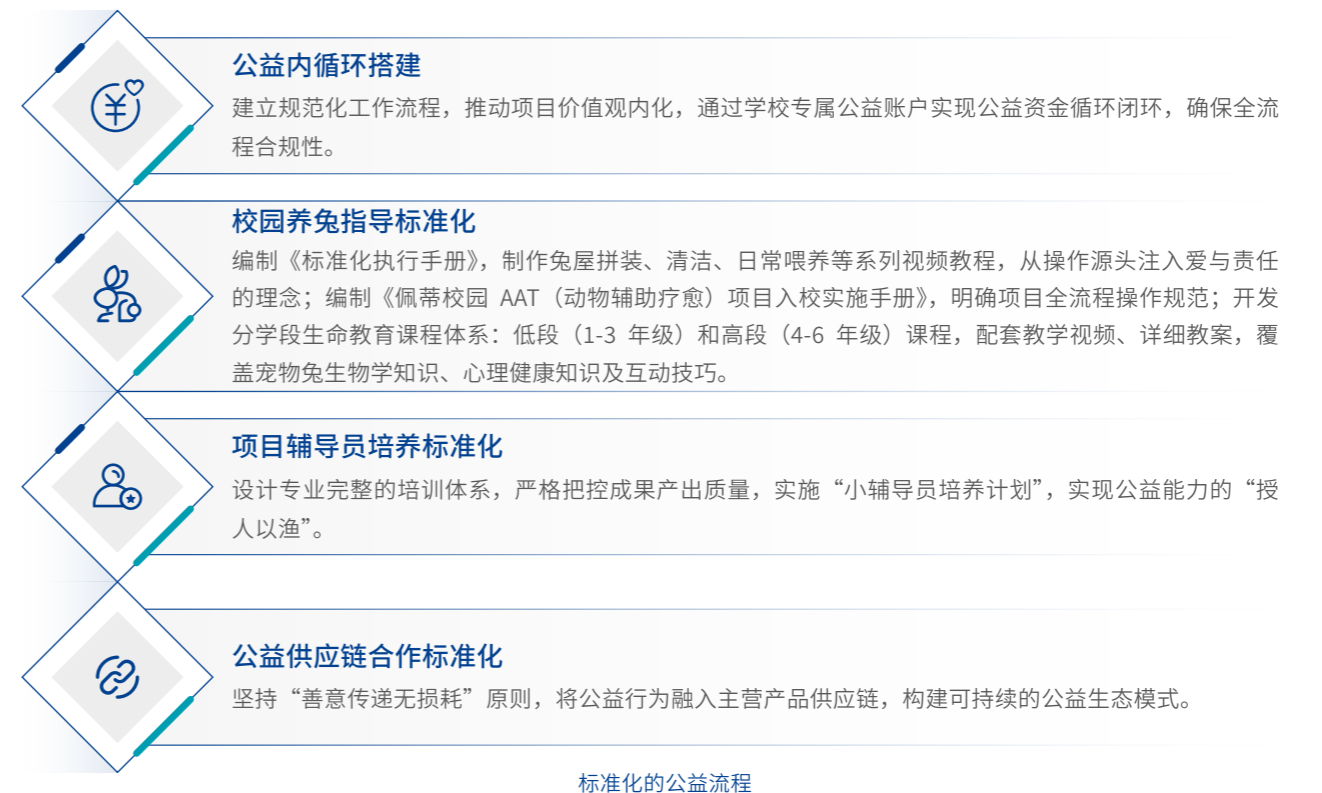 公益内循环搭建
建立规范化工作流程，推动项目价值观内化，通过学校专属公益账户实现公益资金循环闭环，确保全流
程合规性。
校园养兔指导标准化
编制《标准化执行手册》，制作兔屋拼装、清洁、日常喂养等系列视频教程，从操作源头注入爱与责任
的理念；编制《佩蒂校园 AAT（动物辅助疗愈）项目入校实施手册》，明确项目全流程操作规范；开发
分学段生命教育课程体系：低段（1-3 年级）和高段（4-6 年级）课程，配套教学视频、详细教案，覆
盖宠物兔生物学知识、心理健康知识及互动技巧。
项目辅导员培养标准化
设计专业完整的培训体系，严格把控成果产出质量，实施“小辅导员培养计划”，实现公益能力的“授
人以渔”。
公益供应链合作标准化
坚持“善意传递无损耗”原则，将公益行为融入主营产品供应链，构建可持续的公益生态模式。
标准化的公益流程